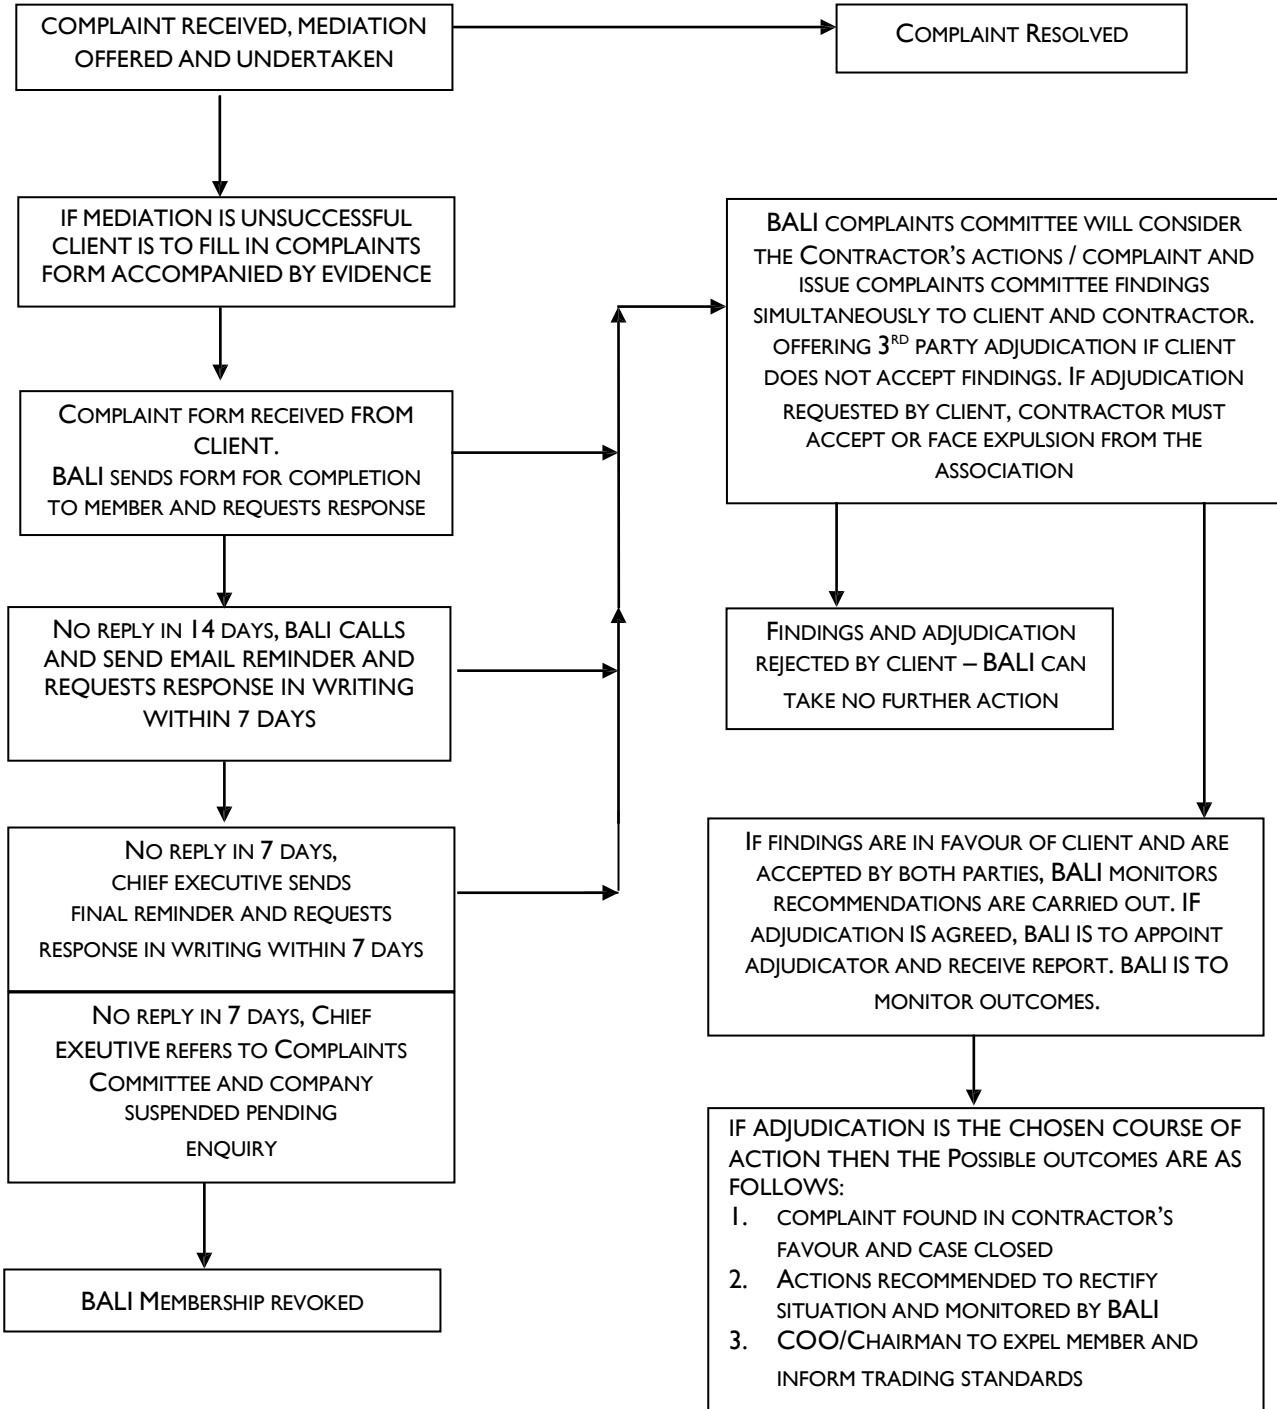 COMPLAINT RECEIVED, MEDIATION
OFFERED AND UNDERTAKEN
COMPLAINT RESOLVED
IF MEDIATION IS UNSUCCESSFUL
CLIENT IS TO FILL IN COMPLAINTS
FORM ACCOMPANIED BY EVIDENCE
COMPLAINT FORM RECEIVED FROM
CLIENT.
BALI SENDS FORM FOR COMPLETION
TO MEMBER AND REQUESTS RESPONSE
NO REPLY IN 14 DAYS, BALI CALLS
AND SEND EMAIL REMINDER AND
REQUESTS RESPONSE IN WRITING
WITHIN 7 DAYS
NO REPLY IN 7 DAYS,
CHIEF EXECUTIVE SENDS
FINAL REMINDER AND REQUESTS
RESPONSE IN WRITING WITHIN 7 DAYS
NO REPLY IN 7 DAYS, CHIEF
EXEUTIVE REFERS TO COMPLAINTS
COMMITTEE AND COMPANY
SUSPENDED PENDING
ENQUIRY
BALI MEMBERSHIP REVOKED
BALI COMPLAINTS COMMITTEE WILL CONSIDER
THE CONTRACTOR'S ACTIONS / COMPLAINT AND
ISSUE COMPLAINTS COMMITTEE FINDINGS
SIMULTANEOUSLY TO CLIENT AND CONTRACTOR.
OFFERING 3RD PARTY ADJUDICATION IF CLIENT
DOES NOT ACCEPT FINDINGS. IF ADJUDICATION
REQUESTED BY CLIENT, CONTRACTOR MUST
ACCEPT OR FACE EXPULSION FROM THE
ASSOCIATION
FINDINGS AND ADJUDICATION
REJECTED BY CLIENT – BALI CAN
TAKE NO FURTHER ACTION
IF FINDINGS ARE IN FAVOUR OF CLIENT AND ARE
ACCEPTED BY BOTH PARTIES, BALI MONITORS
RECOMMENDATIONS ARE CARRIED OUT. IF
ADJUDICATION IS AGREED, BALI IS TO APPOINT
ADJUDICATOR AND RECEIVE REPORT. BALI IS TO
MONITOR OUTCOMES.
IF ADJUDICATION IS THE CHOSEN COURSE OF
ACTION THEN THE POSSIBLE OUTCOMES ARE AS
FOLLOWS:
1. COMPLAINT FOUND IN CONTRACTOR'S
FAVOUR AND CASE CLOSED
2. ACTIONS RECOMMENDED TO RECTIFY
SITUATION AND MONITORED BY BALI
3. COO/CHAIRMAN TO EXPEL MEMBER AND
INFORM TRADING STANDARDS